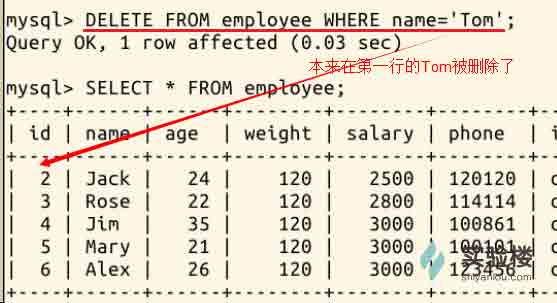 mysql> DELETE FROM employee WHERE name='Tom';
Query OK, 1 row affected (0.03 sec)
本来在第一行的Tom被删除了
mysql> SELECT * FROM employee;
+----+------+------+--------+--------+--------+
| id | name | age | weight | salary | phone | i
+----+------+------+--------+--------+--------+
| 2 | Jack | 24 | 120 | 2500 | 120120 | d
| 3 | Rose | 22 | 120 | 2800 | 114114 | d
| 4 | Jim | 35 | 120 | 3000 | 100861 | d
| 5 | Mary | 21 | 120 | 3000 | 100101 | d
| 6 | Alex | 26 | 120 | 3000 | 123456 | d
+----+------+------+--------+--------+--------+
实验楼
shiyanlou.com